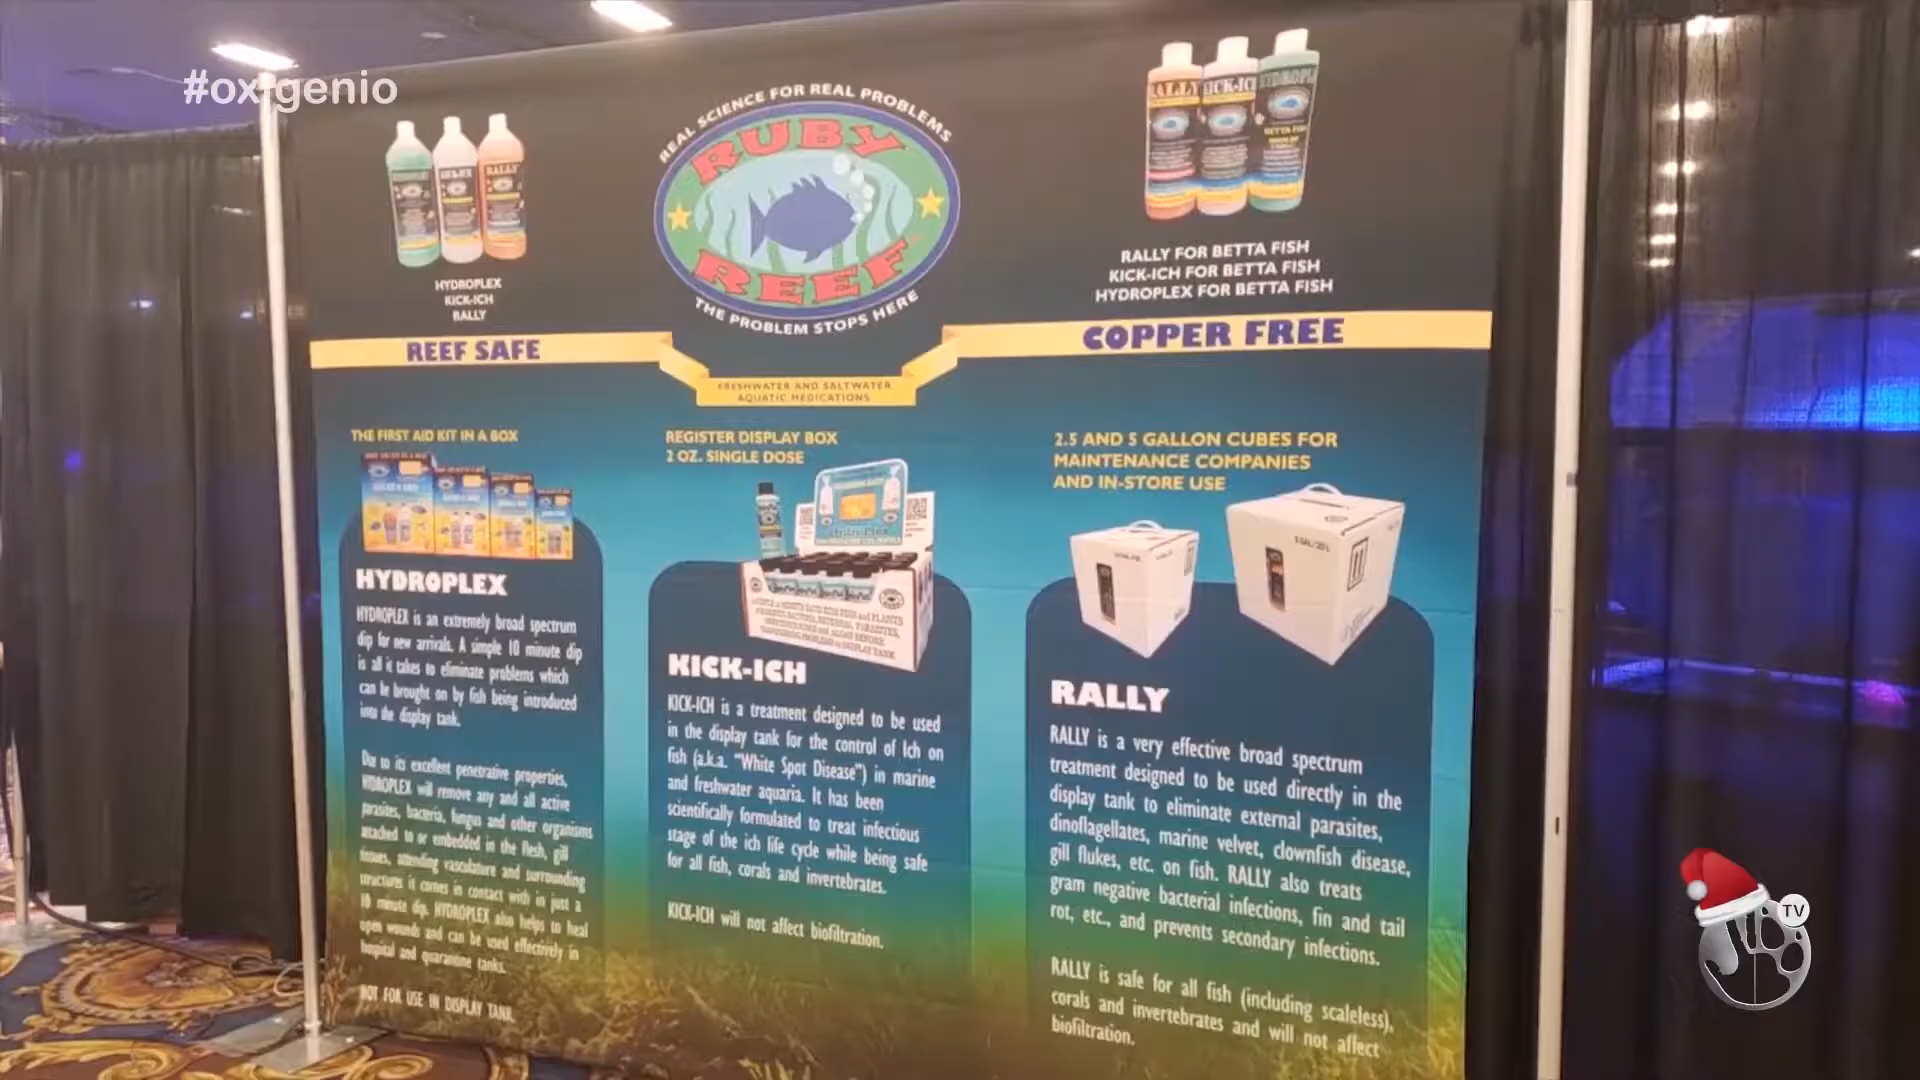 #ox-genio
REAL SCIENCE FOR REAL PROBLEMS
RUBY
REEF
THE PROBLEM STOPS HERE
HYDROPLEX
KICK-ICH
RALLY
RALLY
KICK-ICH
RALLY FOR BETTA FISH
KICK-ICH FOR BETTA FISH
HYDROPLEX FOR BETTA FISH
REEF SAFE
COPPER FREE
FRESHWATER AND SALTWATER
AQUATIC MEDICATIONS
THE FIRST AID KIT IN A BOX
HYDROPLEX
HYDROPLEX is an extremely broad spectrum
dip for new arrivals. A simple 10 minute dip
is all it takes to eliminate problems which
can be brought on by fish being introduced
into the display tank.
Due to its excellent penetrative properties,
HYDROPLEX will remove any and all active
parasites, bacteria, fungus and other organisms
attached to or embedded in the flesh, gill
tissues, attending vasculature and surrounding
structures it comes in contact with in just a
10 minute dip. HYDROPLEX also helps to heal
open wounds and can be used effectively in
hospital and quarantine tanks.
NOT FOR USE IN DISPLAY TANK.
REGISTER DISPLAY BOX
2 OZ. SINGLE DOSE
KICK-ICH
KICK-ICH is a treatment designed to be used
in the display tank for the control of Ich on
fish (a.k.a. "White Spot Disease") in marine
and freshwater aquaria. It has been
scientifically formulated to treat infectious
stage of the ich life cycle while being safe
for all fish, corals and invertebrates.
KICK-ICH will not affect biofiltration.
2.5 AND 5 GALLON CUBES FOR
MAINTENANCE COMPANIES
AND IN-STORE USE
RALLY
RALLY is a very effective broad spectrum
treatment designed to be used directly in the
display tank to eliminate external parasites,
dinoflagellates, marine velvet, clownfish disease,
gill flukes, etc. on fish. RALLY also treats
gram negative bacterial infections, fin and tail
rot, etc., and prevents secondary infections.
RALLY is safe for all fish (including scaleless),
corals and invertebrates and will not affect
biofiltration.
TV